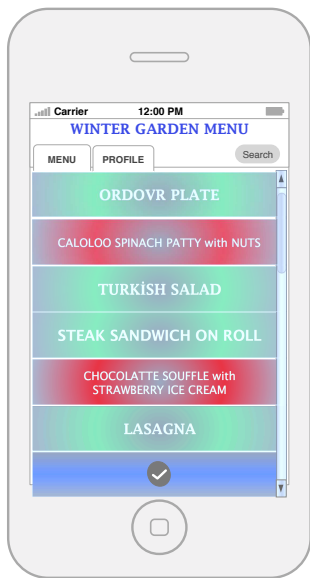 Carrier 12:00 PM
WINTER GARDEN MENU
MENU PROFILE Search
ORDOVR PLATE
CALOLOO SPINACH PATTY with NUTS
TURKİSH SALAD
STEAK SANDWICH ON ROLL
CHOCOLATTE SOUFFLE with
STRAWBERRY ICE CREAM
LASAGNA